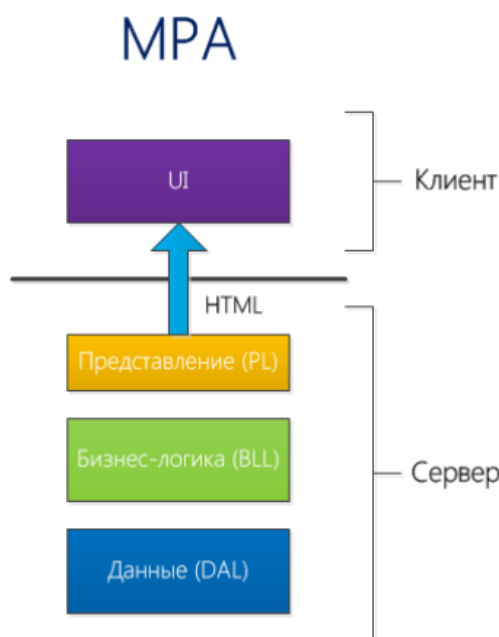 MPA
UI
Клиент
HTML
Представление (PL)
Бизнес-логика (BLL)
Сервер
Данные (DAL)